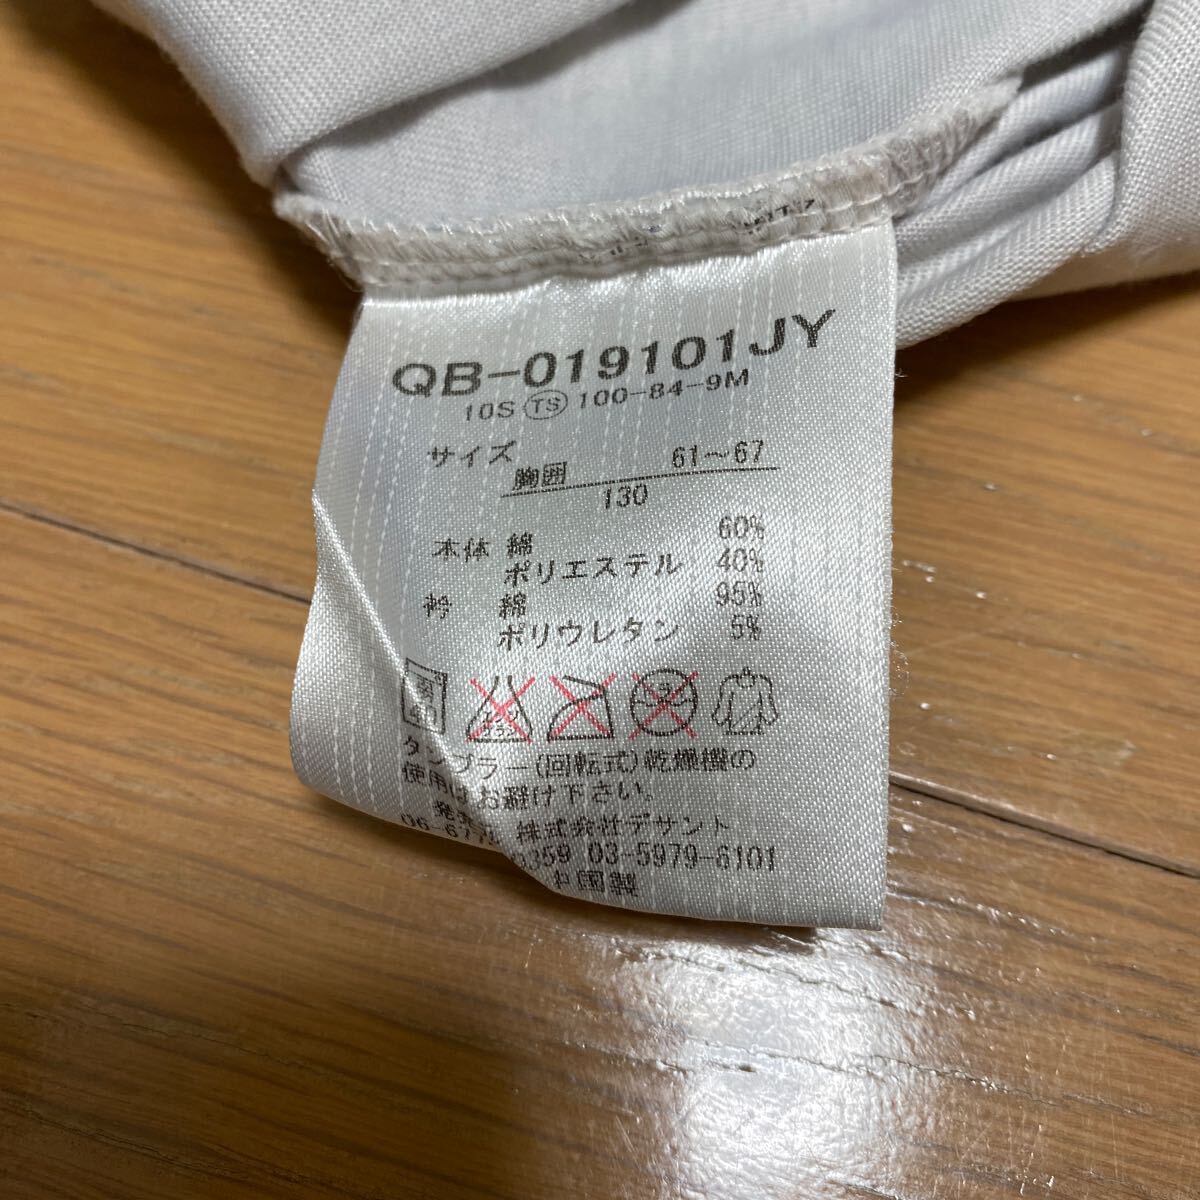 QB-019101JY
10S TS 100-84-9M
サイズ
胸囲 61～67
130
本体 綿 60%
ポリエステル 40%
衿 綿 95%
ポリウレタン 5%
タンブラー(回転式)乾燥機の
使用はお避け下さい。
株式会社デサント
06-677
0359 03-5979-6101
中国製